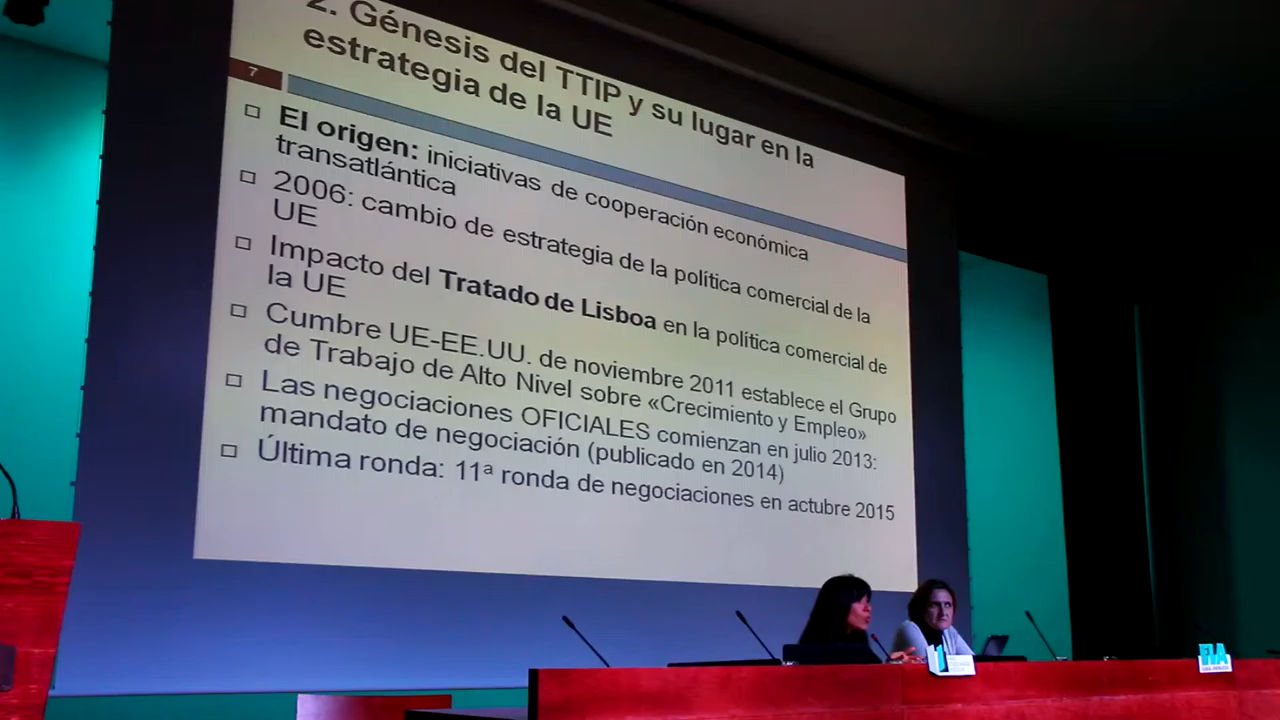 2. Génesis del TTIP y su lugar en la
estrategia de la UE
7
El origen: iniciativas de cooperación económica
transatlántica
2006: cambio de estrategia de la política comercial de la
UE
Impacto del Tratado de Lisboa en la política comercial de
la UE
Cumbre UE-EE.UU. de noviembre 2011 establece el Grupo
de Trabajo de Alto Nivel sobre «Crecimiento y Empleo»
Las negociaciones OFICIALES comienzan en julio 2013:
mandato de negociación (publicado en 2014)
Última ronda: 11ª ronda de negociaciones en actubre 2015